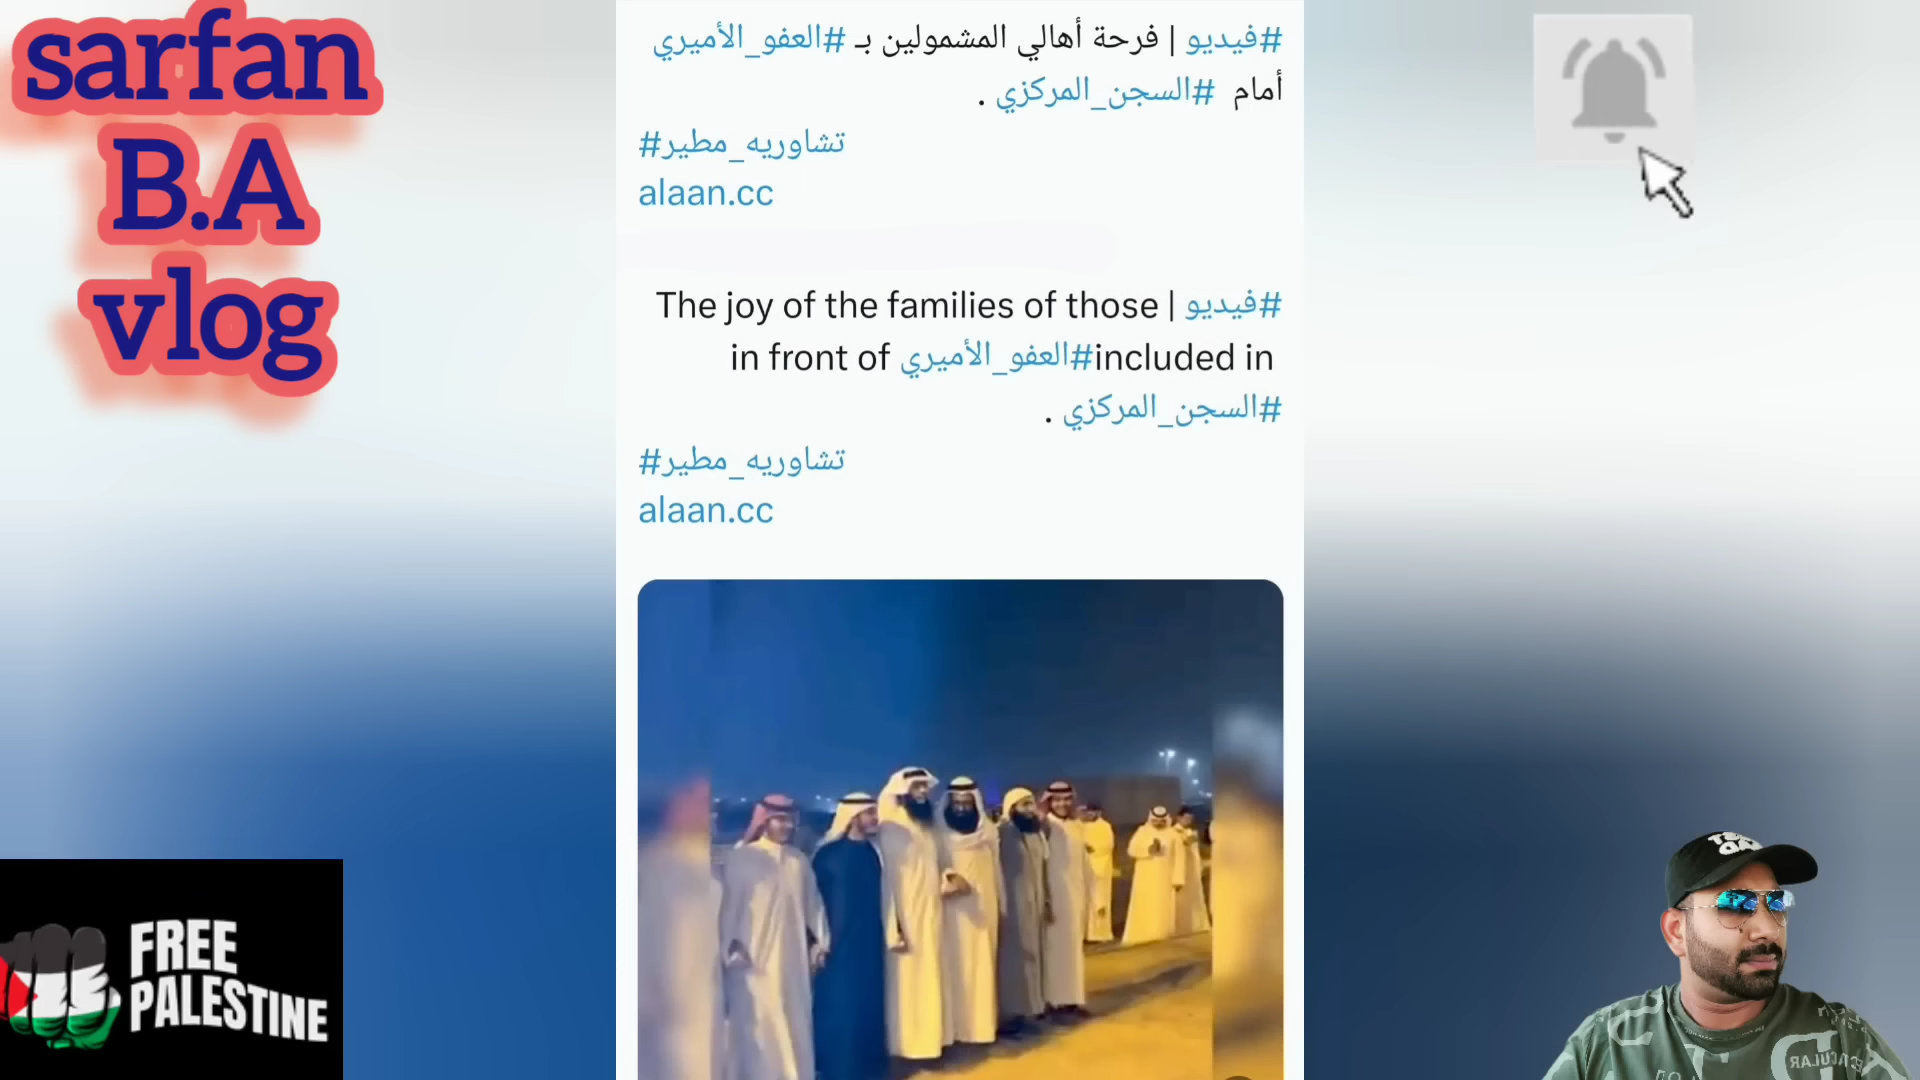 sarfan
B.A
vlog
#فيديو | فرحة أهالي المشمولين بـ #العفو_الأميري
أمام #السجن_المركزي .
#تشاوريه_مطير
alaan.cc
#فيديو | The joy of the families of those
included in#العفو_الأميري in front of
#السجن_المركزي .
#تشاوريه_مطير
alaan.cc
FREE
PALESTINE